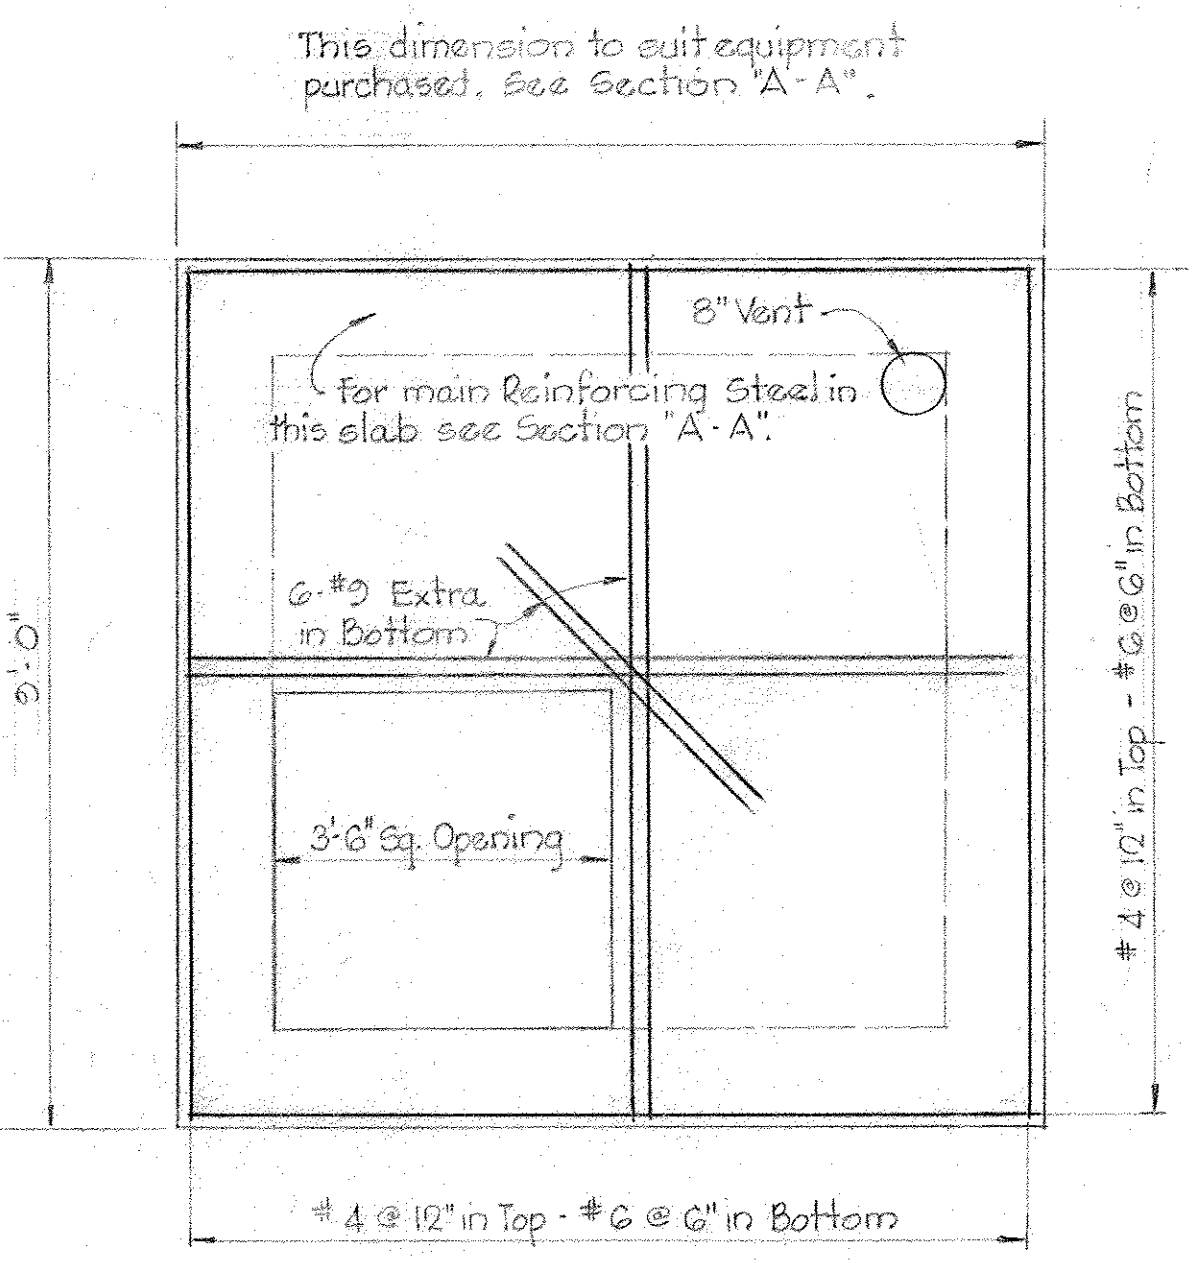 This dimension to suit equipment
purchased. See Section "A-A".
8" Vent
For main Reinforcing Steel in
this slab see Section "A-A".
6-#9 Extra
in Bottom
9'-0"
3'-6" Sq. Opening
#4 @ 12" in Top - #6 @ 6" in Bottom
#4 @ 12" in Top - #6 @ 6" in Bottom